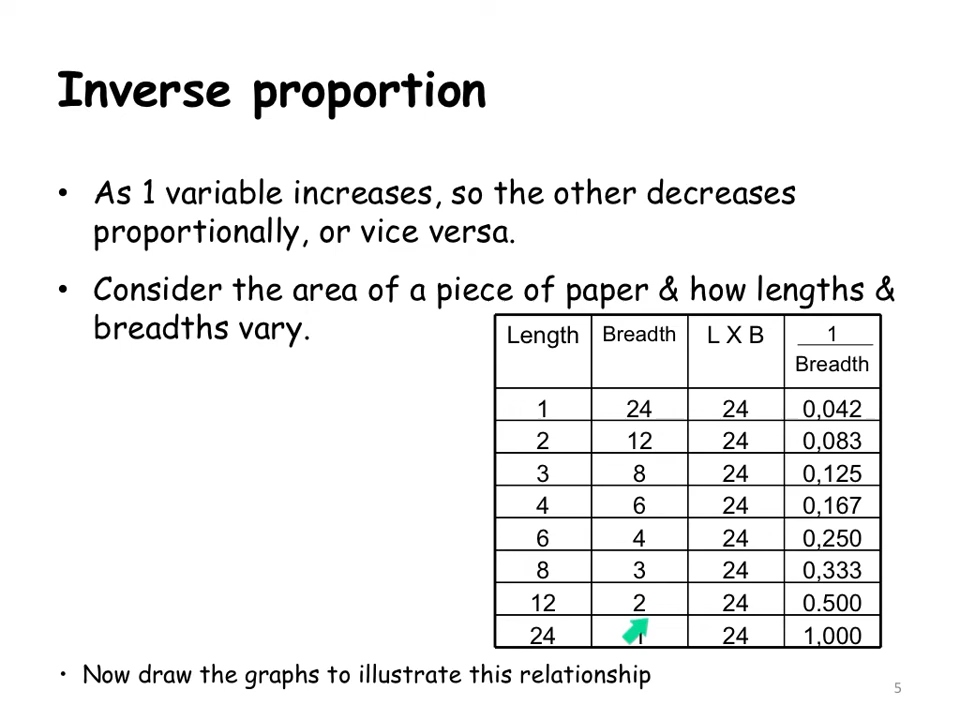 Inverse proportion
• As 1 variable increases, so the other decreases
proportionally, or vice versa.
• Consider the area of a piece of paper & how lengths &
breadths vary.
Length Breadth L X B 1
Breadth
1 24 24 0,042
2 12 24 0,083
3 8 24 0,125
4 6 24 0,167
6 4 24 0,250
8 3 24 0,333
12 2 24 0.500
24 1 24 1,000
• Now draw the graphs to illustrate this relationship
5